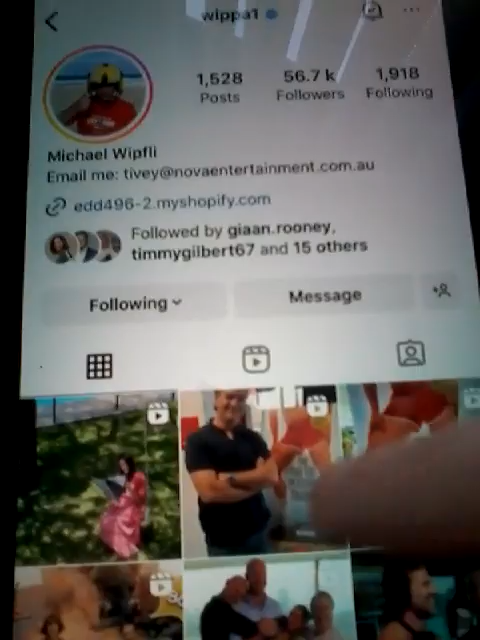 wippa1
1,528
56.7 k
1,918
Posts
Followers
Following
Michael Wipfli
Email me: tivey@novaentertainment.com.au
edd496-2.myshopify.com
Followed by giaan.rooney,
timmygilbert67 and 15 others
Following
Message